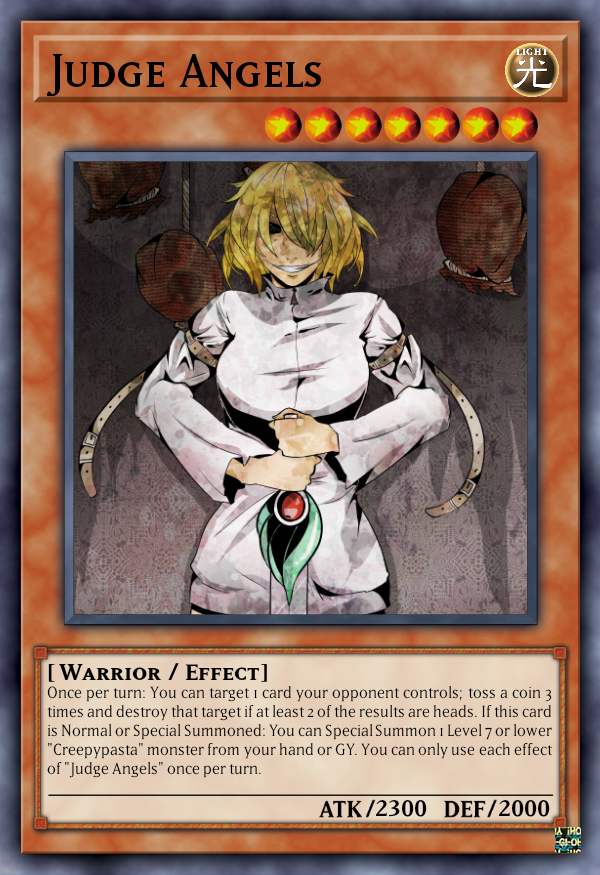 Judge Angels
LIGHT
光
[ Warrior / Effect]
Once per turn: You can target 1 card your opponent controls; toss a coin 3
times and destroy that target if at least 2 of the results are heads. If this card
is Normal or Special Summoned: You can Special Summon 1 Level 7 or lower
"Creepypasta" monster from your hand or GY. You can only use each effect
of "Judge Angels" once per turn.
ATK/2300 DEF/2000